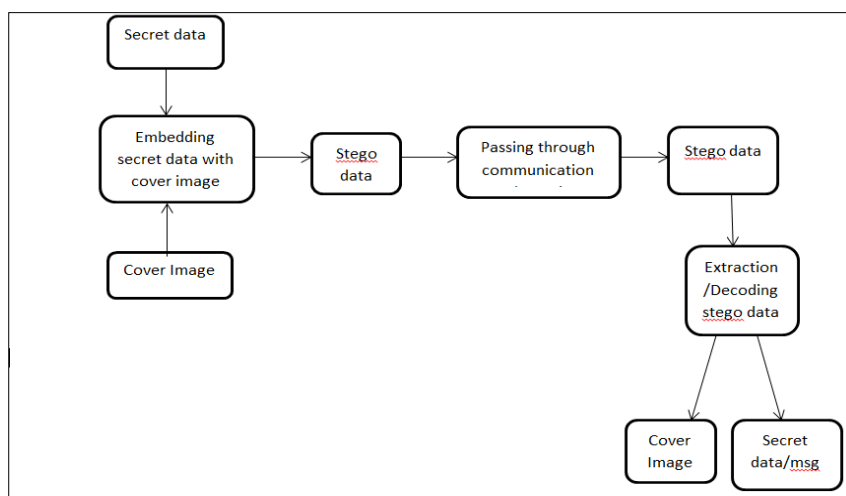 Secret data
Embedding
secret data with
cover image
Cover Image
Stego
data
Passing through
communication
Stego data
Extraction
/Decoding
stego data
Cover
Image
Secret
data/msg